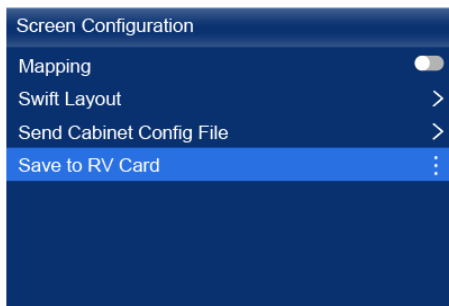 Screen Configuration
Mapping
Swift Layout
Send Cabinet Config File
Save to RV Card